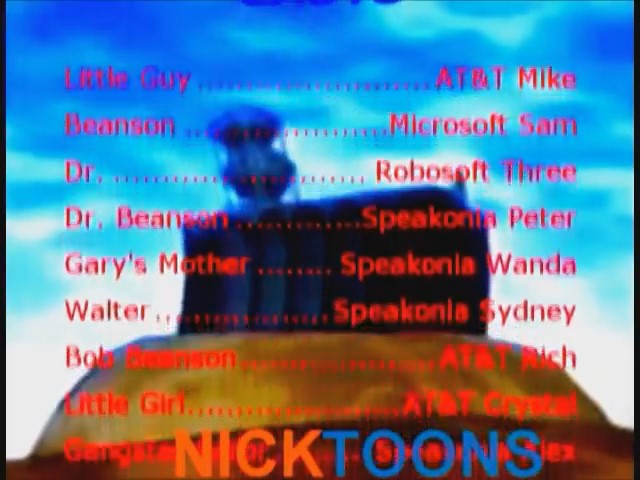 Little Guy ........................ AT&T Mike
Beanson ..................... Microsoft Sam
Dr. .......................... Robosoft Three
Dr. Beanson ............. Speakonia Peter
Gary's Mother ........ Speakonia Wanda
Walter .................. Speakonia Sydney
Bob Beanson .................... AT&T Rich
Little Girl ..................... AT&T Crystal
NICKTOONS